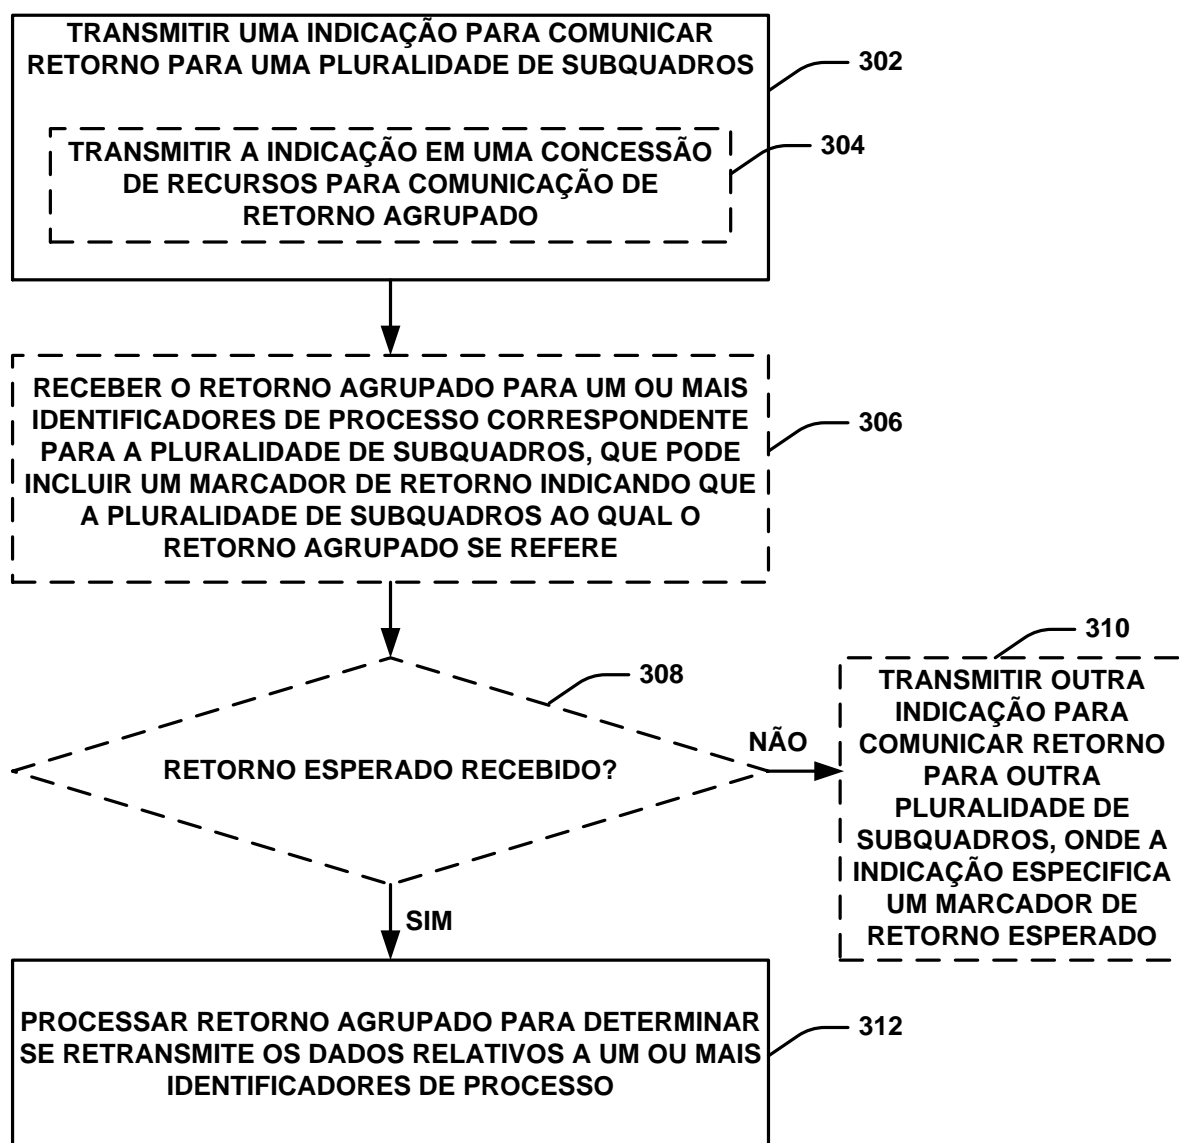 TRANSMITIR UMA INDICAÇÃO PARA COMUNICAR
RETORNO PARA UMA PLURALIDADE DE SUBQUADROS
302
TRANSMITIR A INDICAÇÃO EM UMA CONCESSÃO
DE RECURSOS PARA COMUNICAÇÃO DE
RETORNO AGRUPADO
304
RECEBER O RETORNO AGRUPADO PARA UM OU MAIS
IDENTIFICADORES DE PROCESSO CORRESPONDENTE
PARA A PLURALIDADE DE SUBQUADROS, QUE PODE
INCLUIR UM MARCADOR DE RETORNO INDICANDO QUE
A PLURALIDADE DE SUBQUADROS AO QUAL O
RETORNO AGRUPADO SE REFERE
306
RETORNO ESPERADO RECEBIDO?
308
NÃO
310
TRANSMITIR OUTRA
INDICAÇÃO PARA
COMUNICAR RETORNO
PARA OUTRA
PLURALIDADE DE
SUBQUADROS, ONDE A
INDICAÇÃO ESPECIFICA
UM MARCADOR DE
RETORNO ESPERADO
SIM
PROCESSAR RETORNO AGRUPADO PARA DETERMINAR
SE RETRANSMITE OS DADOS RELATIVOS A UM OU MAIS
IDENTIFICADORES DE PROCESSO
312